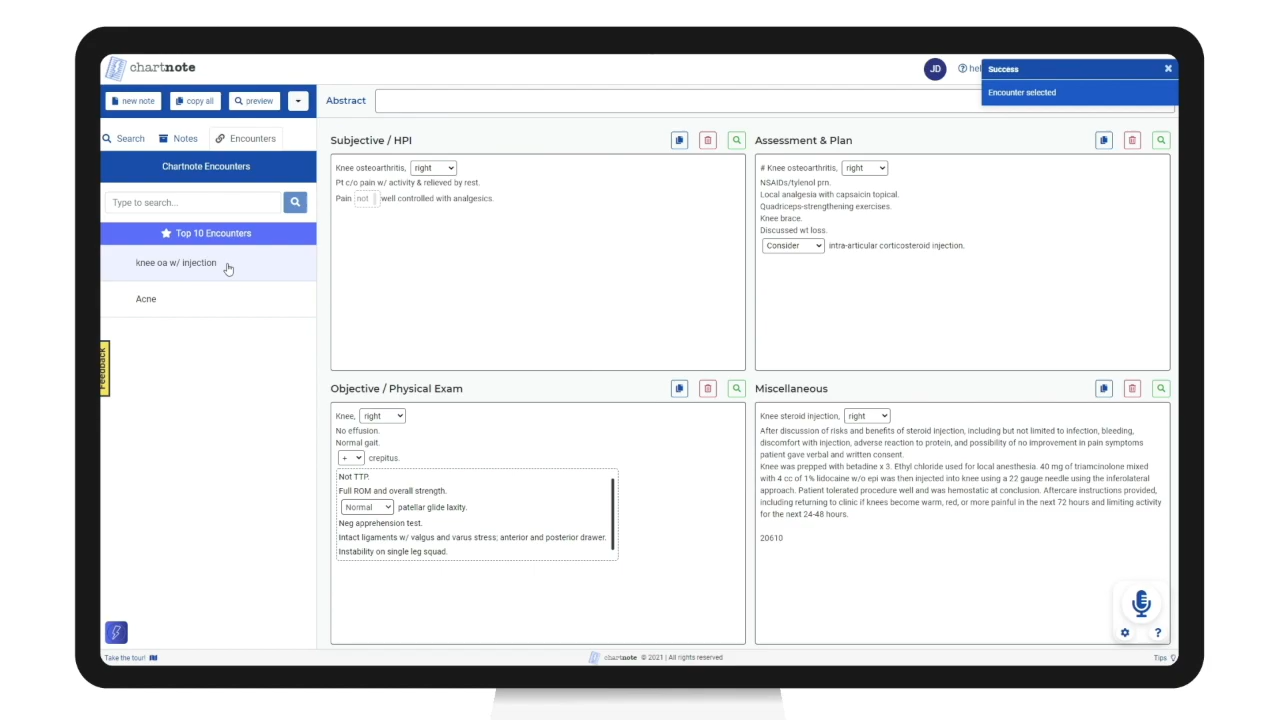 chartnote
JD
hel
Success
×
Encounter selected
new note
copy all
preview
Abstract
Search
Notes
Encounters
Chartnote Encounters
Type to search...
Top 10 Encounters
knee oa w/ injection
Acne
Feedback
Subjective / HPI
Knee osteoarthritis, right
Pt c/o pain w/ activity & relieved by rest.
Pain not well controlled with analgesics.
Assessment & Plan
# Knee osteoarthritis, right
NSAIDs/tylenol prn.
Local analgesia with capsaicin topical.
Quadriceps-strengthening exercises.
Knee brace.
Discussed wt loss.
Consider intra-articular corticosteroid injection.
Objective / Physical Exam
Knee, right
No effusion.
Normal gait.
+ crepitus.
Not TTP.
Full ROM and overall strength.
Normal patellar glide laxity.
Neg apprehension test.
Intact ligaments w/ valgus and varus stress; anterior and posterior drawer.
Instability on single leg squad.
Miscellaneous
Knee steroid injection, right
After discussion of risks and benefits of steroid injection, including but not limited to infection, bleeding,
discomfort with injection, adverse reaction to protein, and possibility of no improvement in pain symptoms
patient gave verbal and written consent.
Knee was prepped with betadine x 3. Ethyl chloride used for local anesthesia. 40 mg of triamcinolone mixed
with 4 cc of 1% lidocaine w/o epi was then injected into knee using a 22 gauge needle using the inferolateral
approach. Patient tolerated procedure well and was hemostatic at conclusion. Aftercare instructions provided,
including returning to clinic if knees become warm, red, or more painful in the next 72 hours and limiting activity
for the next 24-48 hours.
20610
?
Take the tour!
chartnote © 2021 | All rights reserved
Tips